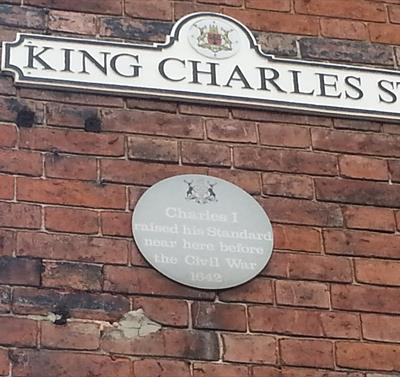 KING CHARLES ST
Charles I
raised his Standard
near here before
the Civil War
1642